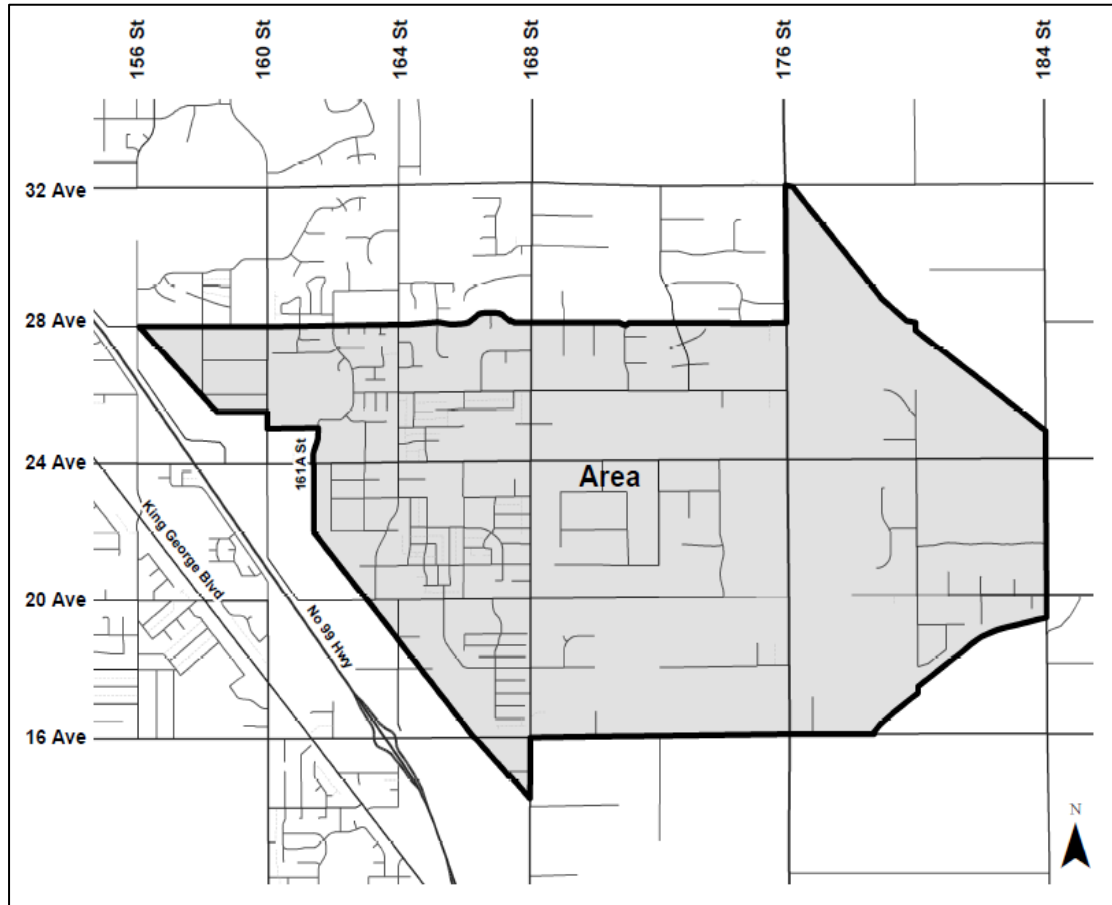 156 St
160 St
164 St
168 St
176 St
184 St
32 Ave
28 Ave
24 Ave
161A St
Area
King George Blvd
20 Ave
No 99 Hwy
16 Ave
N